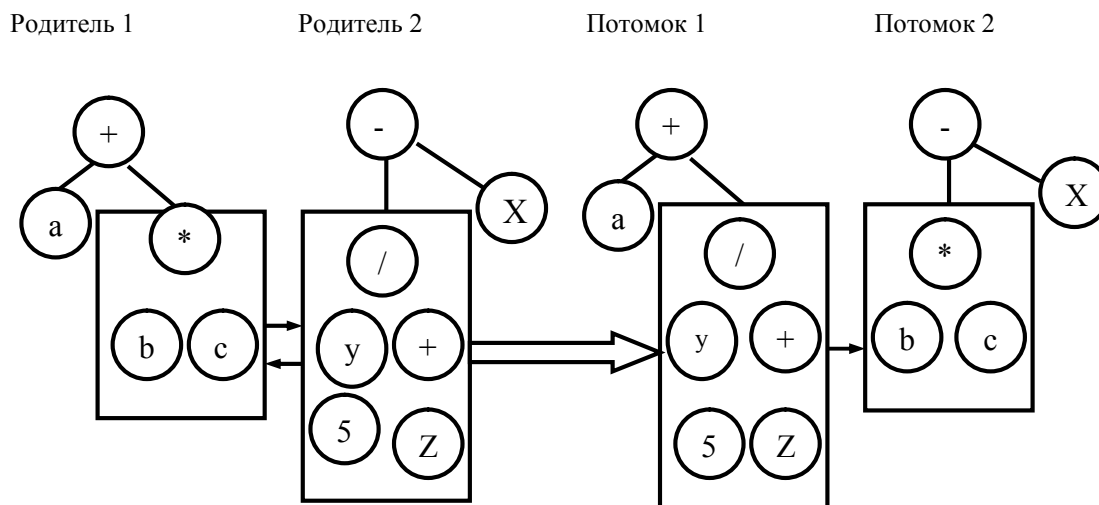 Родитель 1 Родитель 2 Потомок 1 Потомок 2
+ - + -
a * X a X
/ / *
b c y + y + b c
5 Z 5 Z